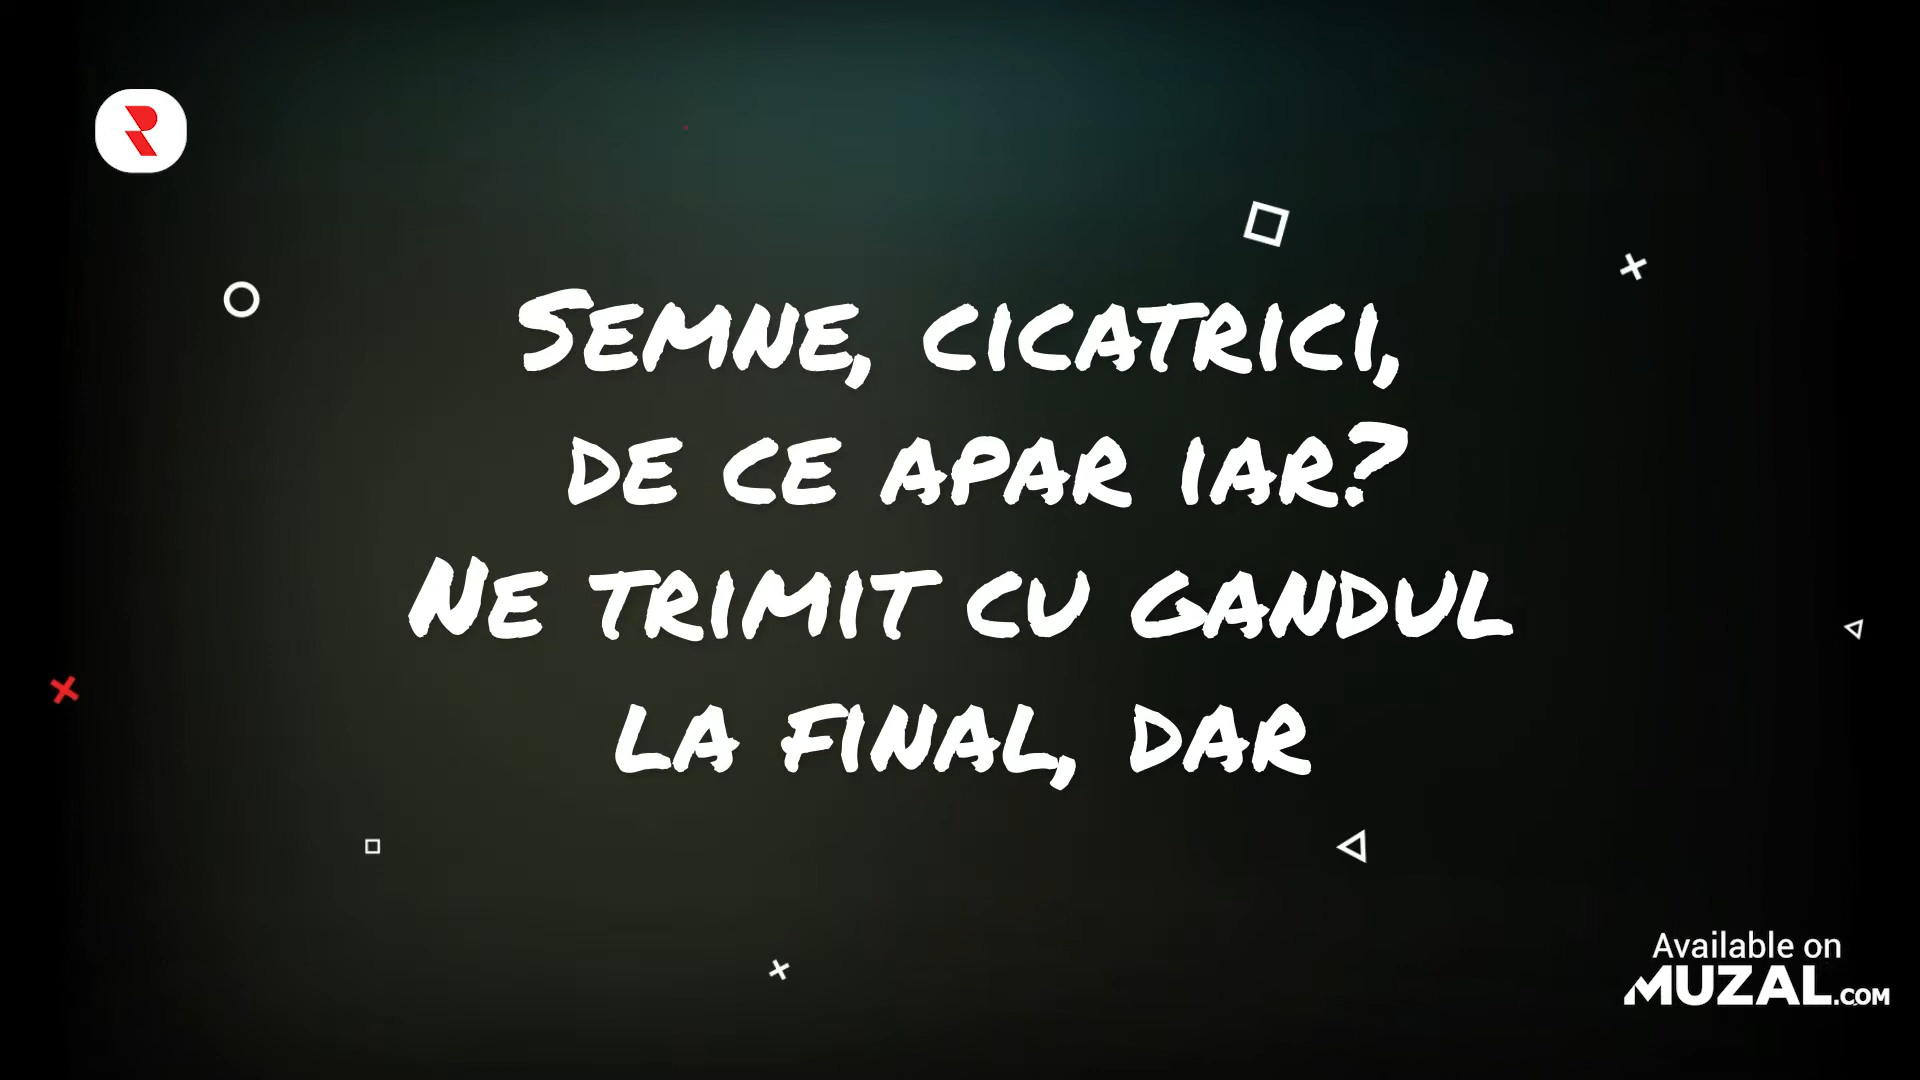 Semne, cicatrici,
de ce apar iar?
Ne trimit cu gandul
la final, dar
Available on
MUZAL.COM